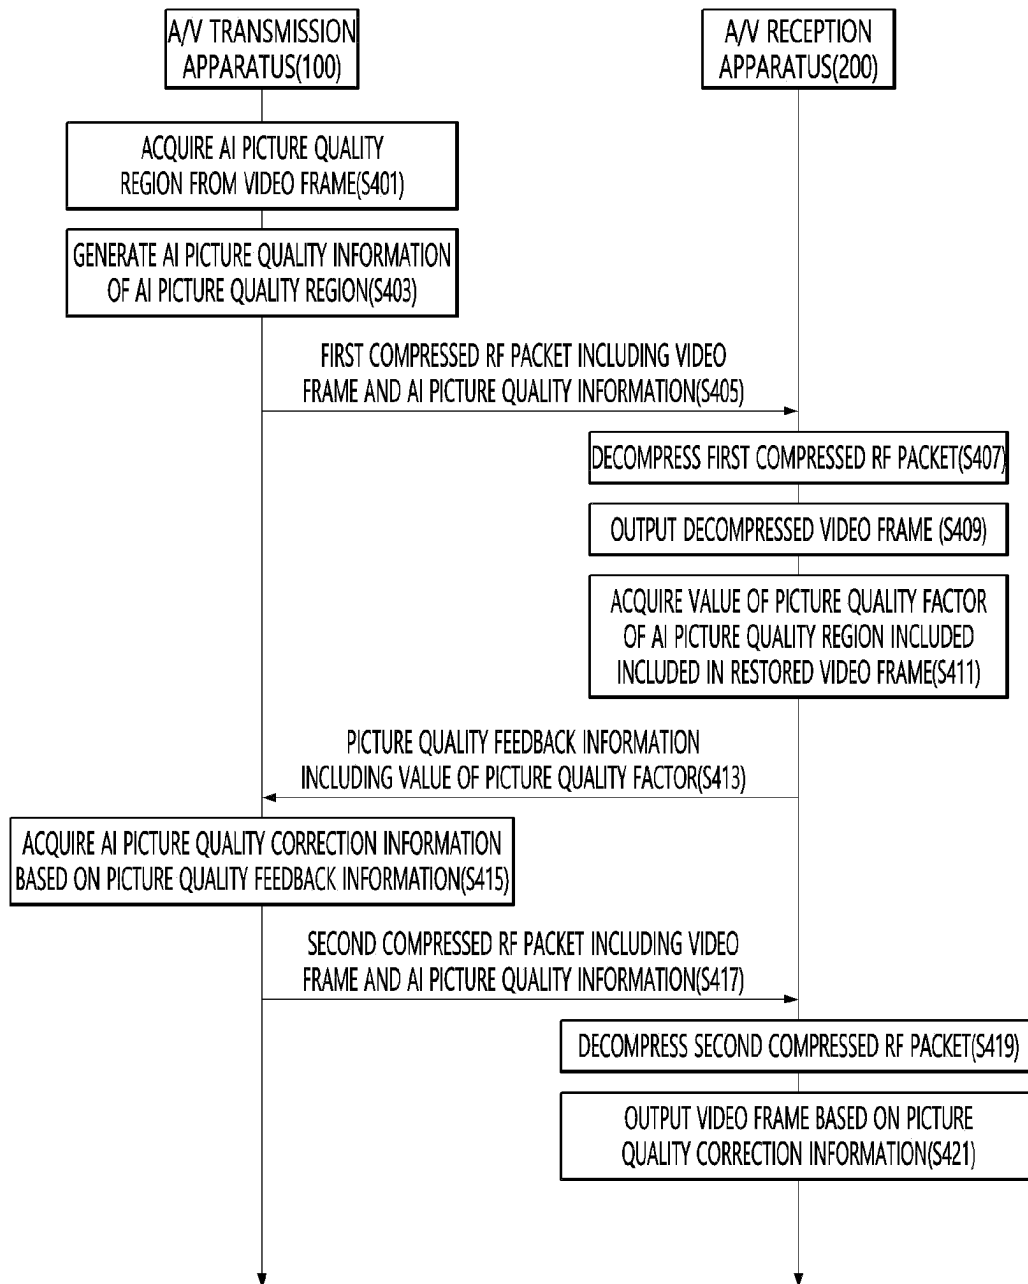 A/V TRANSMISSION
APPARATUS(100)
A/V RECEPTION
APPARATUS(200)
ACQUIRE AI PICTURE QUALITY
REGION FROM VIDEO FRAME(S401)
GENERATE AI PICTURE QUALITY INFORMATION
OF AI PICTURE QUALITY REGION(S403)
FIRST COMPRESSED RF PACKET INCLUDING VIDEO
FRAME AND AI PICTURE QUALITY INFORMATION(S405)
DECOMPRESS FIRST COMPRESSED RF PACKET(S407)
OUTPUT DECOMPRESSED VIDEO FRAME (S409)
ACQUIRE VALUE OF PICTURE QUALITY FACTOR
OF AI PICTURE QUALITY REGION INCLUDED
INCLUDED IN RESTORED VIDEO FRAME(S411)
PICTURE QUALITY FEEDBACK INFORMATION
INCLUDING VALUE OF PICTURE QUALITY FACTOR(S413)
ACQUIRE AI PICTURE QUALITY CORRECTION INFORMATION
BASED ON PICTURE QUALITY FEEDBACK INFORMATION(S415)
SECOND COMPRESSED RF PACKET INCLUDING VIDEO
FRAME AND AI PICTURE QUALITY INFORMATION(S417)
DECOMPRESS SECOND COMPRESSED RF PACKET(S419)
OUTPUT VIDEO FRAME BASED ON PICTURE
QUALITY CORRECTION INFORMATION(S421)